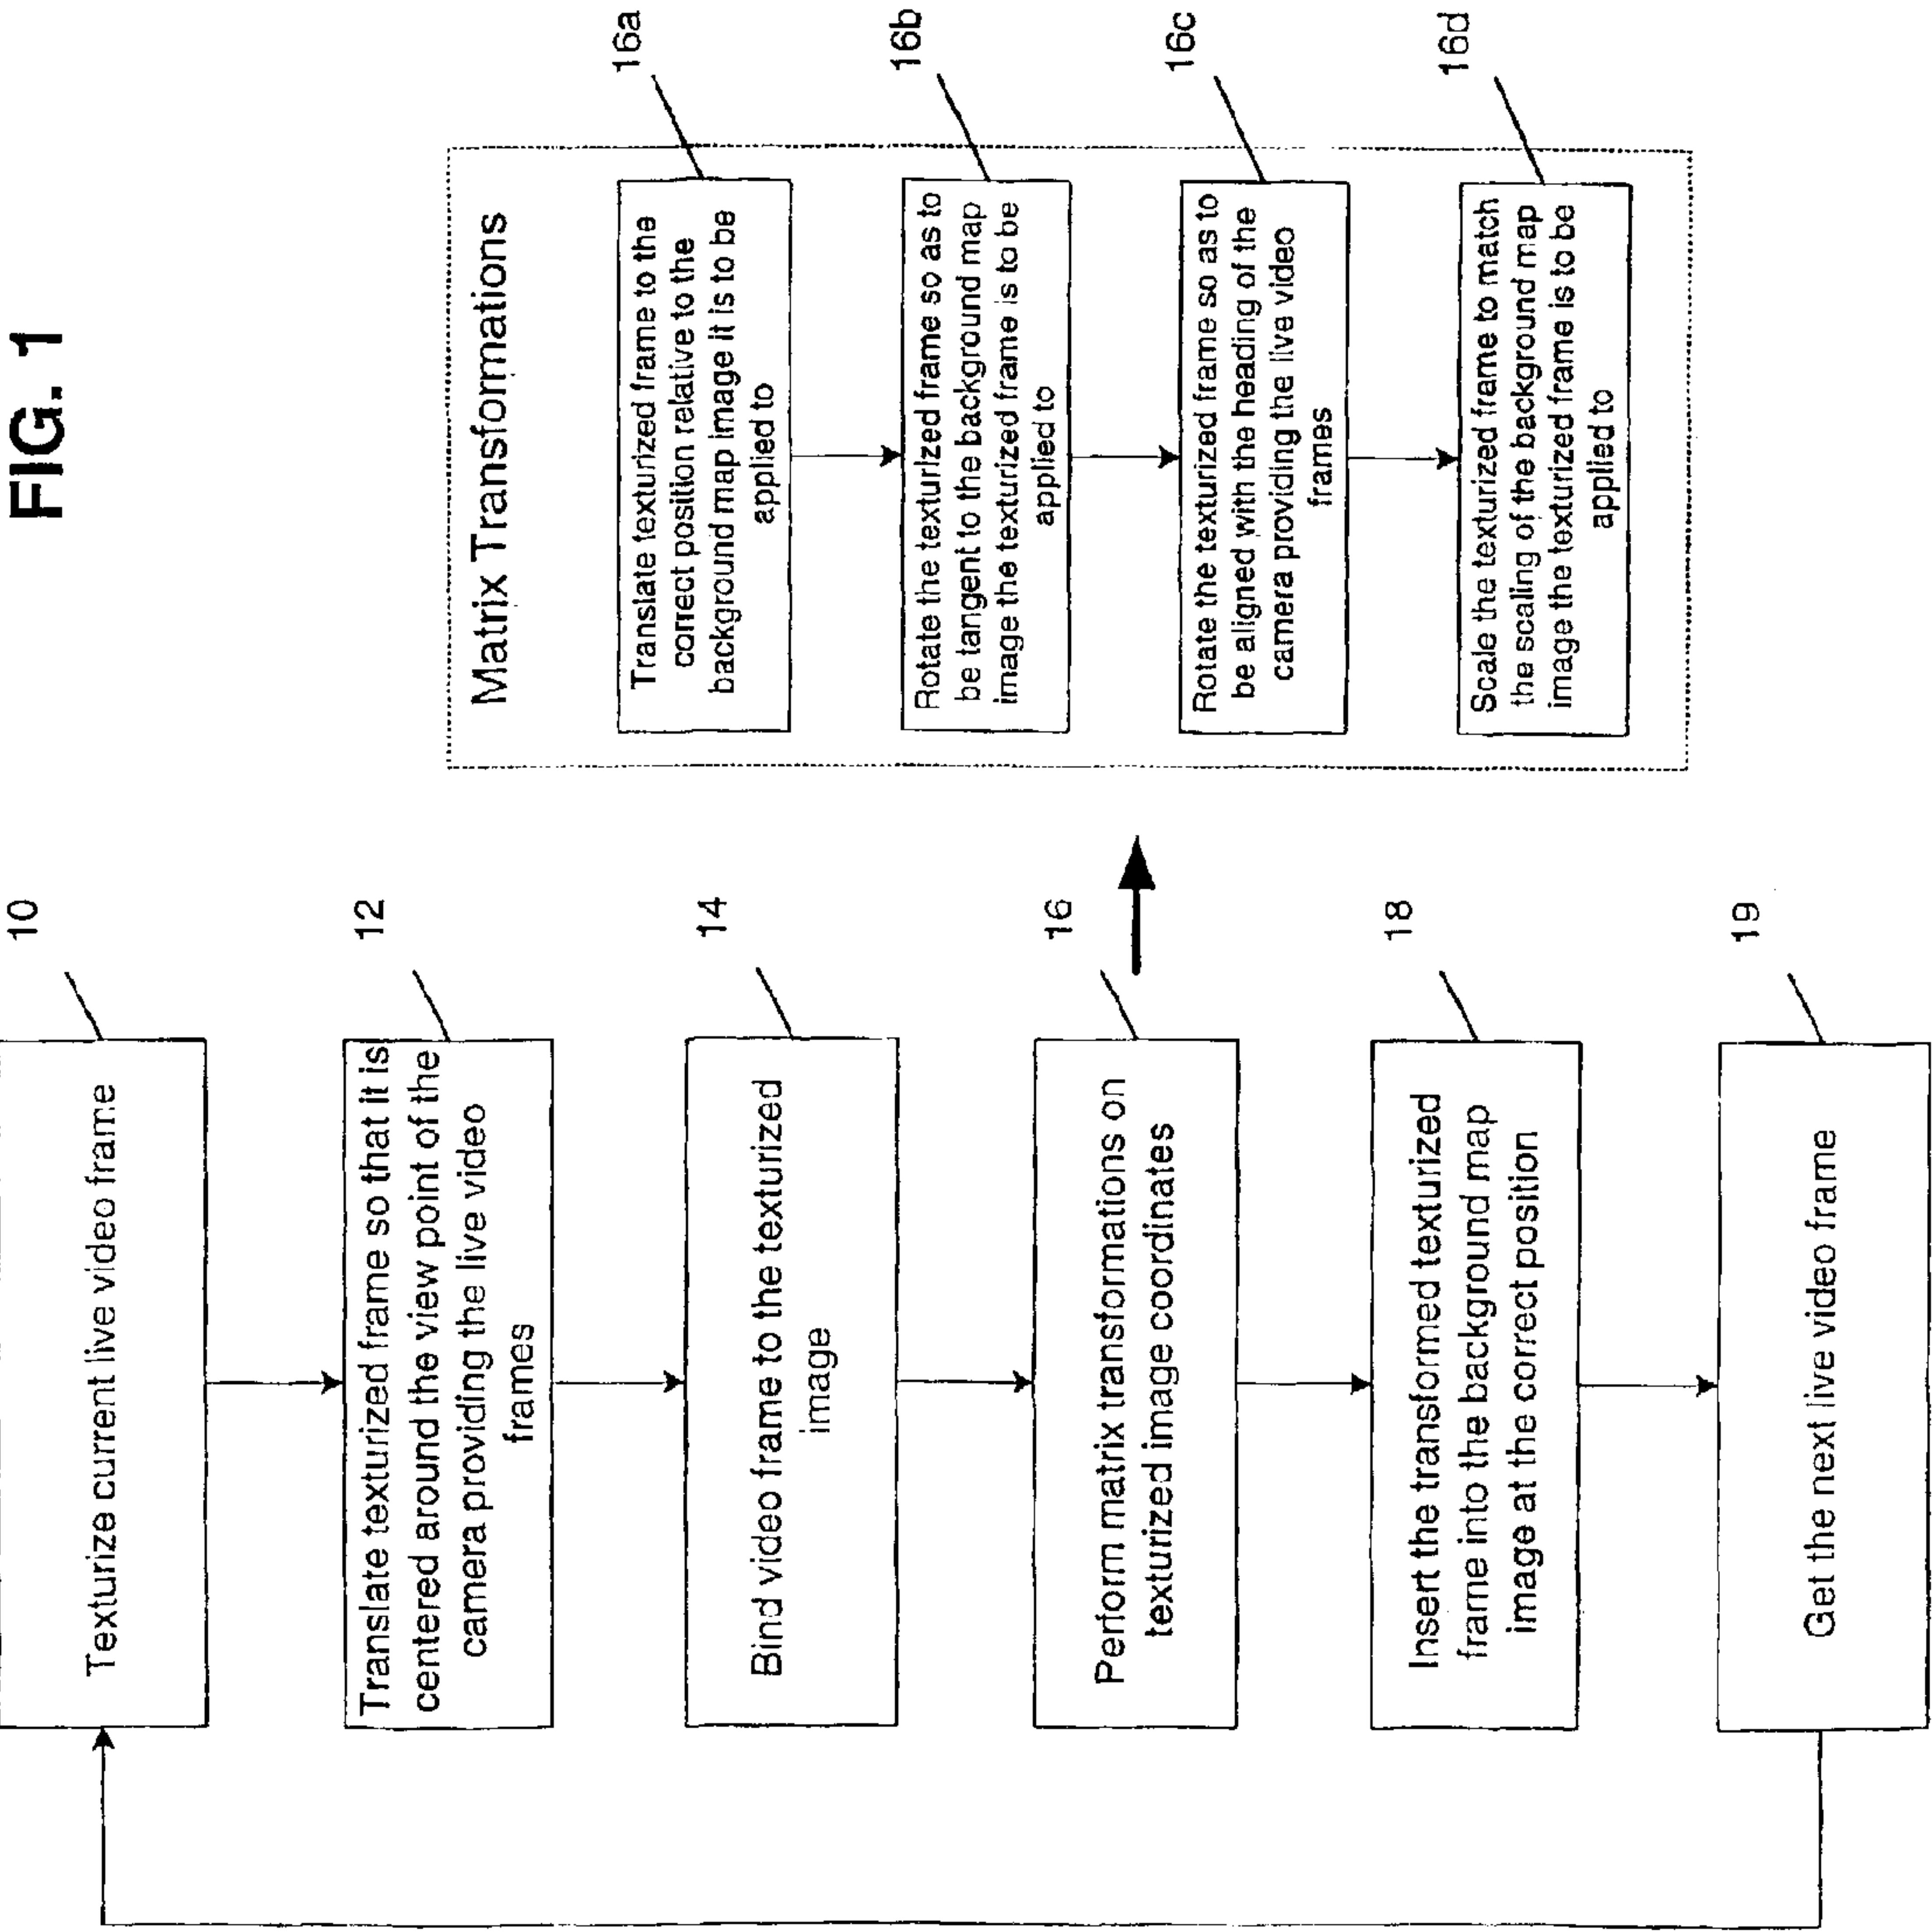 FIG. 1
10
Texturize current live video frame
12
Translate texturized frame so that it is
centered around the view point of the
camera providing the live video
frames
14
Bind video frame to the texturized
image
16
Perform matrix transformations on
texturized image coordinates
18
Insert the transformed texturized
frame into the background map
image at the correct position
19
Get the next live video frame
Matrix Transformations
16a
Translate texturized frame to the
correct position relative to the
background map image it is to be
applied to
16b
Rotate the texturized frame so as to
be tangent to the background map
image the texturized frame is to be
applied to
16c
Rotate the texturized frame so as to
be aligned with the heading of the
camera providing the live video
frames
16d
Scale the texturized frame to match
the scaling of the background map
image the texturized frame is to be
applied to